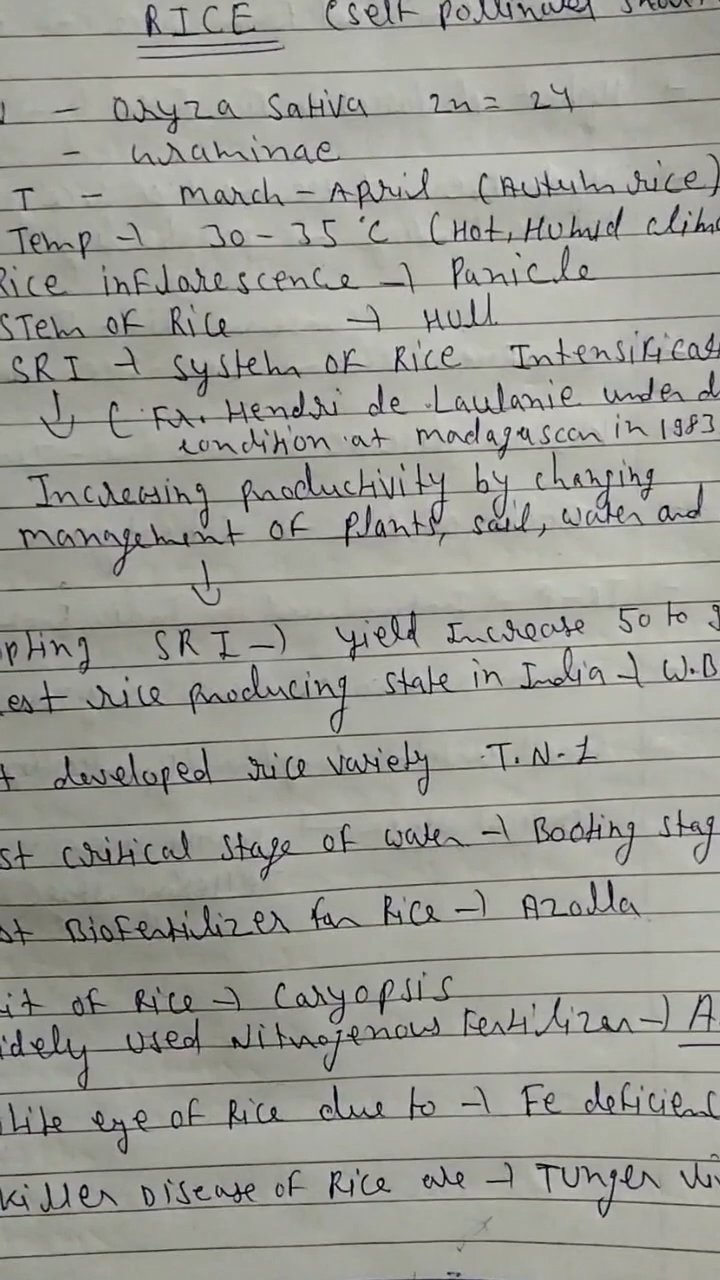 RICE (self pollinated
- Oryza Sativa 2n = 24
- Graminae
T - March - April (Autum rice)
Temp → 30 - 35°C (Hot, Humid clim
Rice inflorescence → Panicle
STem of Rice → Hull
SRI → system of Rice Intensificat
↓ ( Fr. Hendri de Laulanie under d
condition at madagascar in 1983
Increasing productivity by changing
management of plants, soil, water and
↓
pting SRI → yield Increase 50 to
est rice producing state in India → W.B
t developed rice variety T.N-1
st critical stage of water → Booting stag
st Biofertilizer for Rice → Azolla
it of Rice → Caryopsis
idely used Nitrogenous Fertilizer → A
lite eye of Rice due to → Fe deficienc
Killer Disease of Rice are → Tunger vi